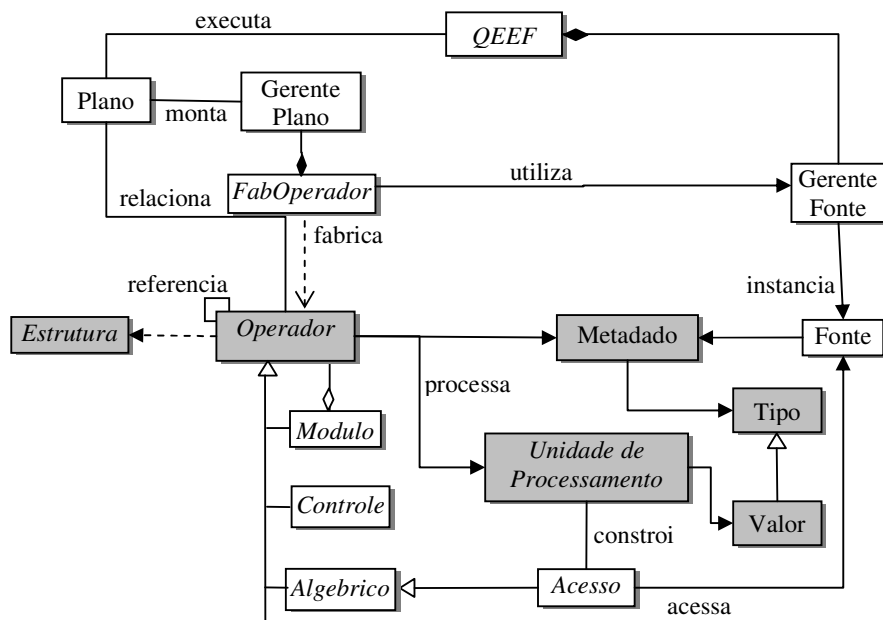 executa
QEEF
Plano
monta
Gerente
Plano
relaciona
FabOperador
utiliza
Gerente
Fonte
fabrica
instancia
referencia
Estrutura
Operador
Metadado
Fonte
processa
Tipo
Modulo
Unidade de
Processamento
Controle
Valor
constroi
Algebrico
Acesso
acessa